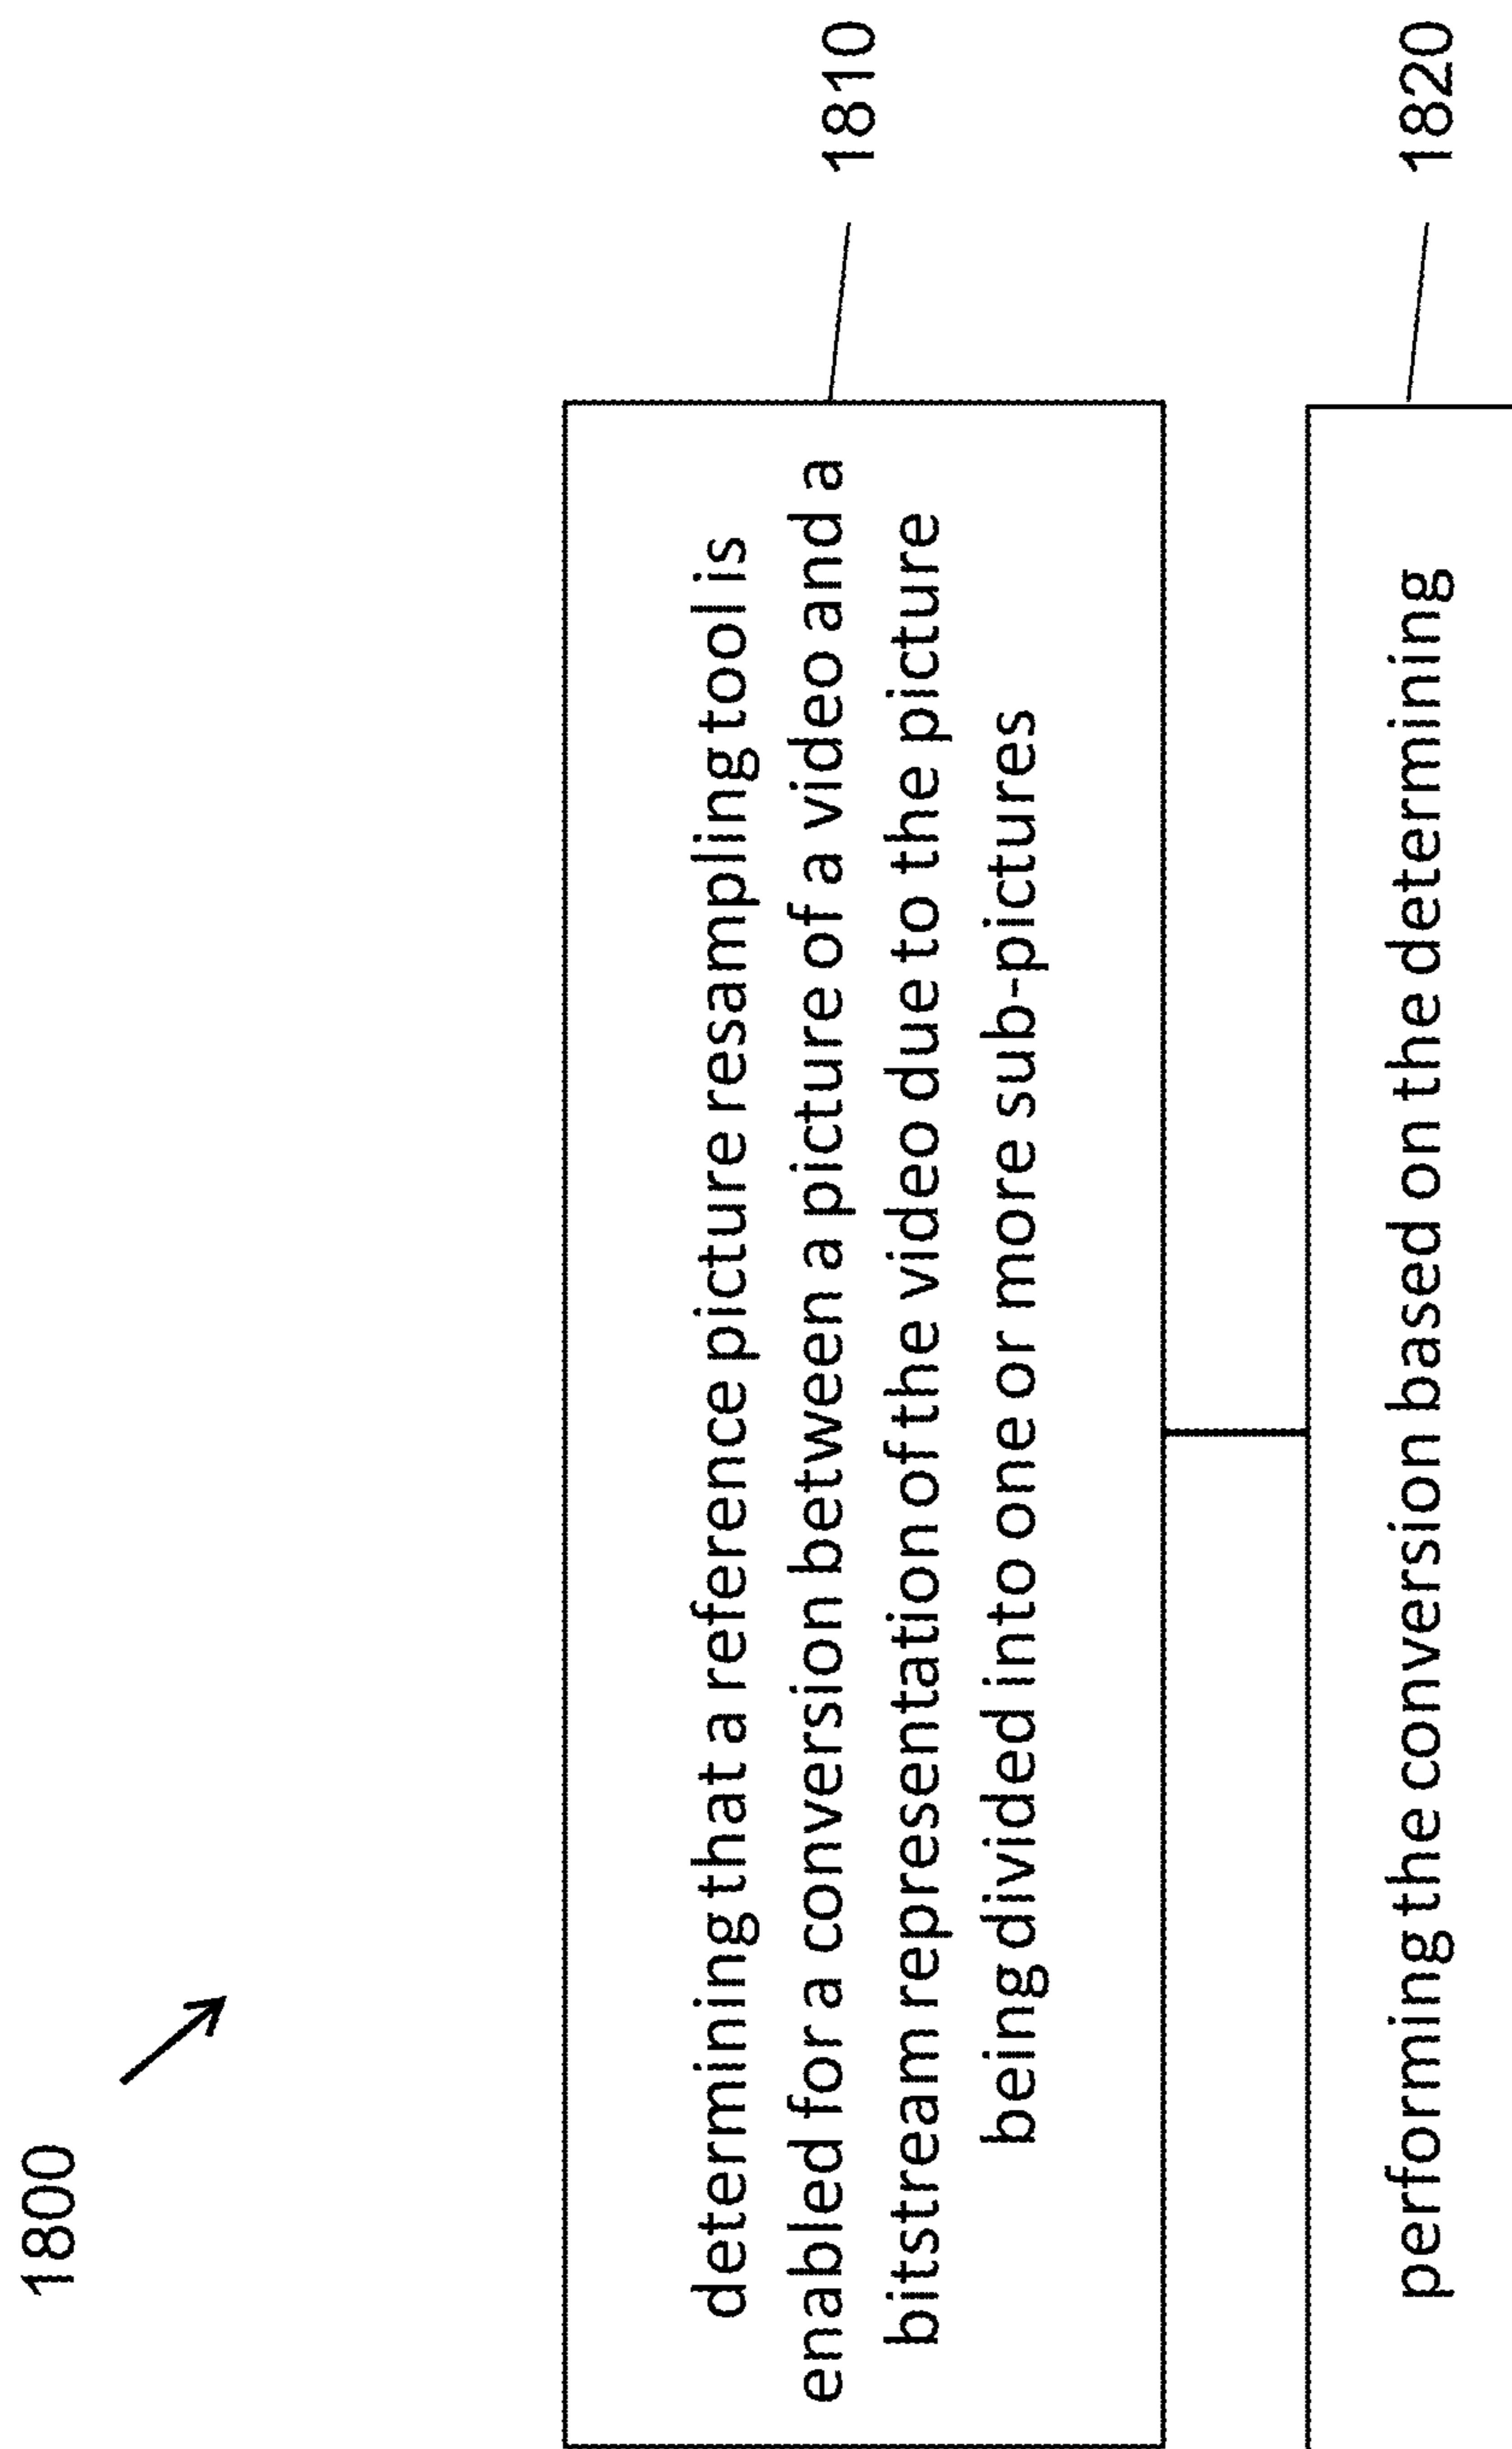 1800
determining that a reference picture resampling tool is
enabled for a conversion between a picture of a video and a
bitstream representation of the video due to the picture
being divided into one or more sub-pictures
1810
performing the conversion based on the determining
1820